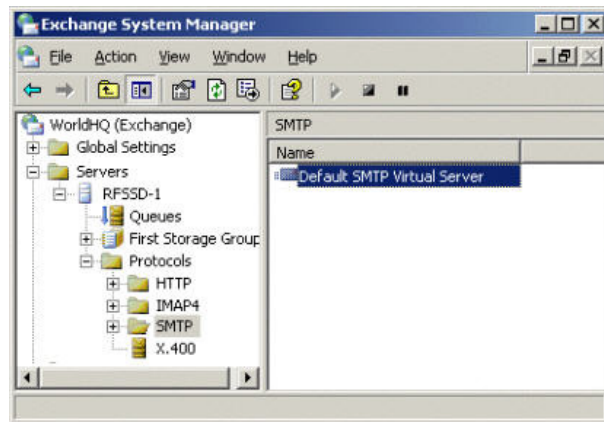 Exchange System Manager
File Action View Window Help
WorldHQ (Exchange)
Global Settings
Servers
RFSSD-1
Queues
First Storage Group
Protocols
HTTP
IMAP4
SMTP
X.400
SMTP
Name
Default SMTP Virtual Server